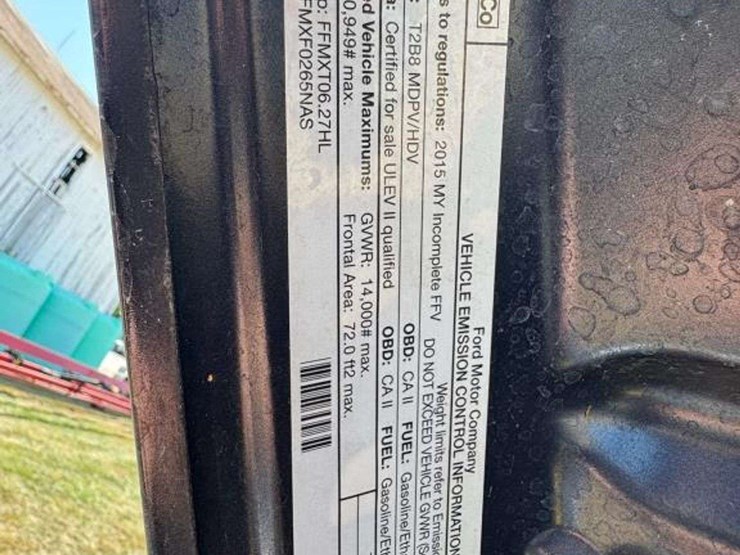 Co
Ford Motor Company
VEHICLE EMISSION CONTROL INFORMATION
Weight limits refer to
s to regulations: 2015 MY Incomplete FFV DO NOT EXCEED VEHICLE GVWR
: T2B8 MDPV/HDV OBD: CA II FUEL: Gasoline/Eth
a: Certified for sale ULEV II qualified OBD: CA II FUEL: Gasoline/Eth
d Vehicle Maximums: GVWR: 14,000# max.
0,949# max. Frontal Area: 72.0 ft2 max.
p: FFMXT06.27HL
FMXF0265NAS